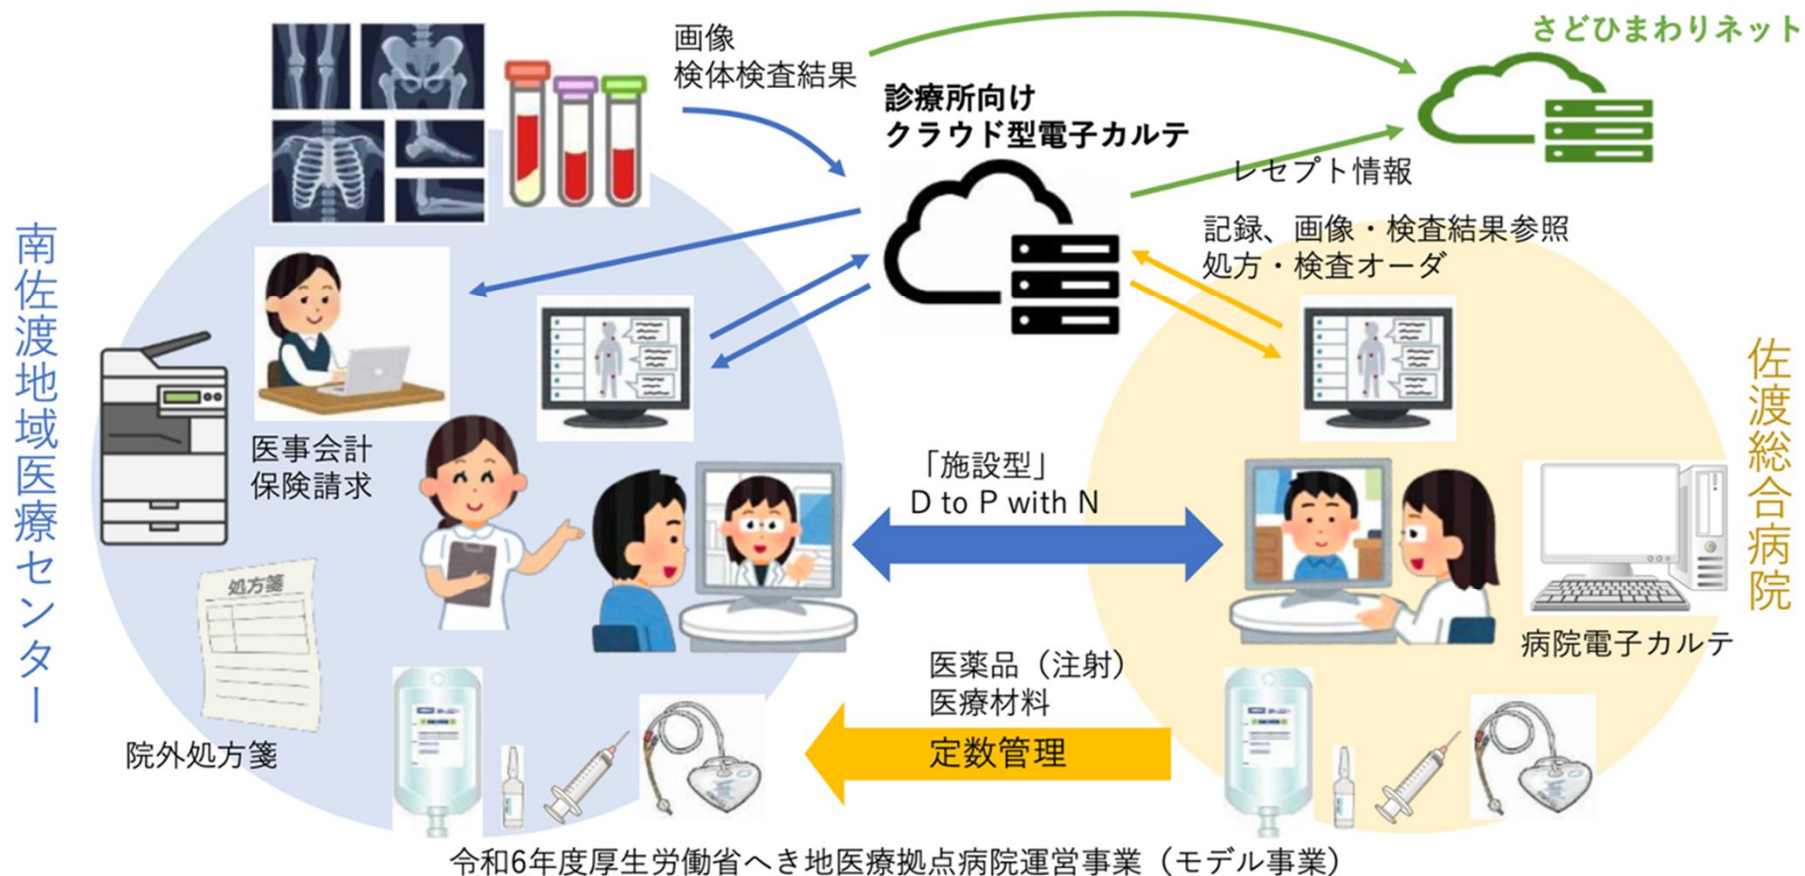 画像
検体検査結果
さどひまわりネット
診療所向け
クラウド型電子カルテ
レセプト情報
記録、画像・検査結果参照
処方・検査オーダ
南佐渡地域医療センター
医事会計
保険請求
「施設型」
D to P with N
佐渡総合病院
処方箋
病院電子カルテ
医薬品（注射）
医療材料
定数管理
院外処方箋
令和6年度厚生労働省へき地医療拠点病院運営事業（モデル事業）